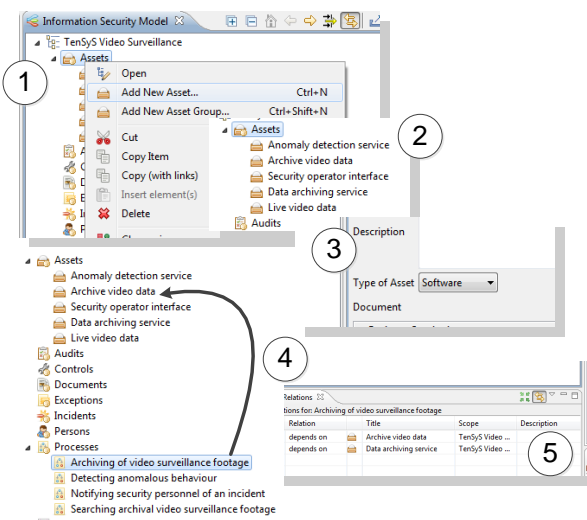 Information Security Model
TenSyS Video Surveillance
Assets
1
Open
Add New Asset... Ctrl+N
Add New Asset Group... Ctrl+Shift+N
Cut
Copy Item
Copy (with links)
Insert element(s)
Delete
2
Assets
Anomaly detection service
Archive video data
Security operator interface
Data archiving service
Live video data
Audits
3
Description
Type of Asset Software
Document
4
Assets
Anomaly detection service
Archive video data
Security operator interface
Data archiving service
Live video data
Audits
Controls
Documents
Exceptions
Incidents
Persons
Processes
Archiving of video surveillance footage
Detecting anomalous behaviour
Notifying security personnel of an incident
Searching archival video surveillance footage
Relations
tions for: Archiving of video surveillance footage
Relation Title Scope Description
depends on Archive video data TenSyS Video ...
depends on Data archiving service TenSyS Video ...
5